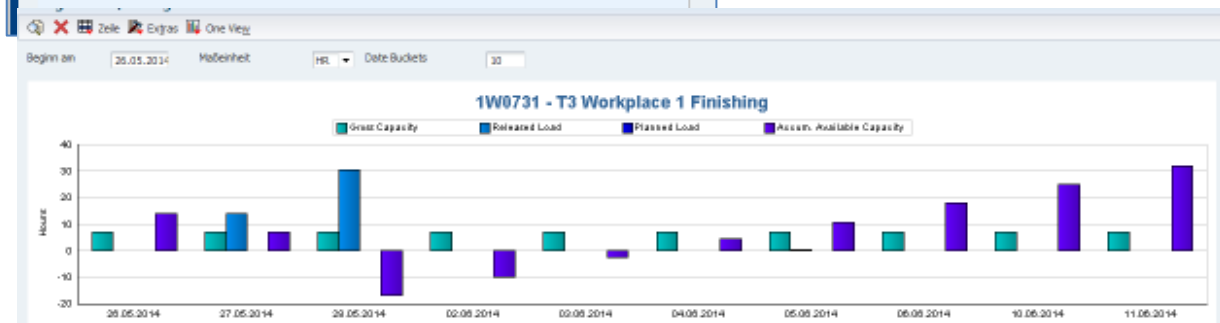 Zeile Extras One View
Beginn am 26.05.2014 Maßeinheit HR Date Buckets 10
1W0731 - T3 Workplace 1 Finishing
Gross Capacity Released Load Planned Load Accum. Available Capacity
40
30
20
10
0
-10
-20
Hours
26.05.2014 27.05.2014 28.05.2014 02.06.2014 03.06.2014 04.06.2014 05.06.2014 06.06.2014 10.06.2014 11.06.2014